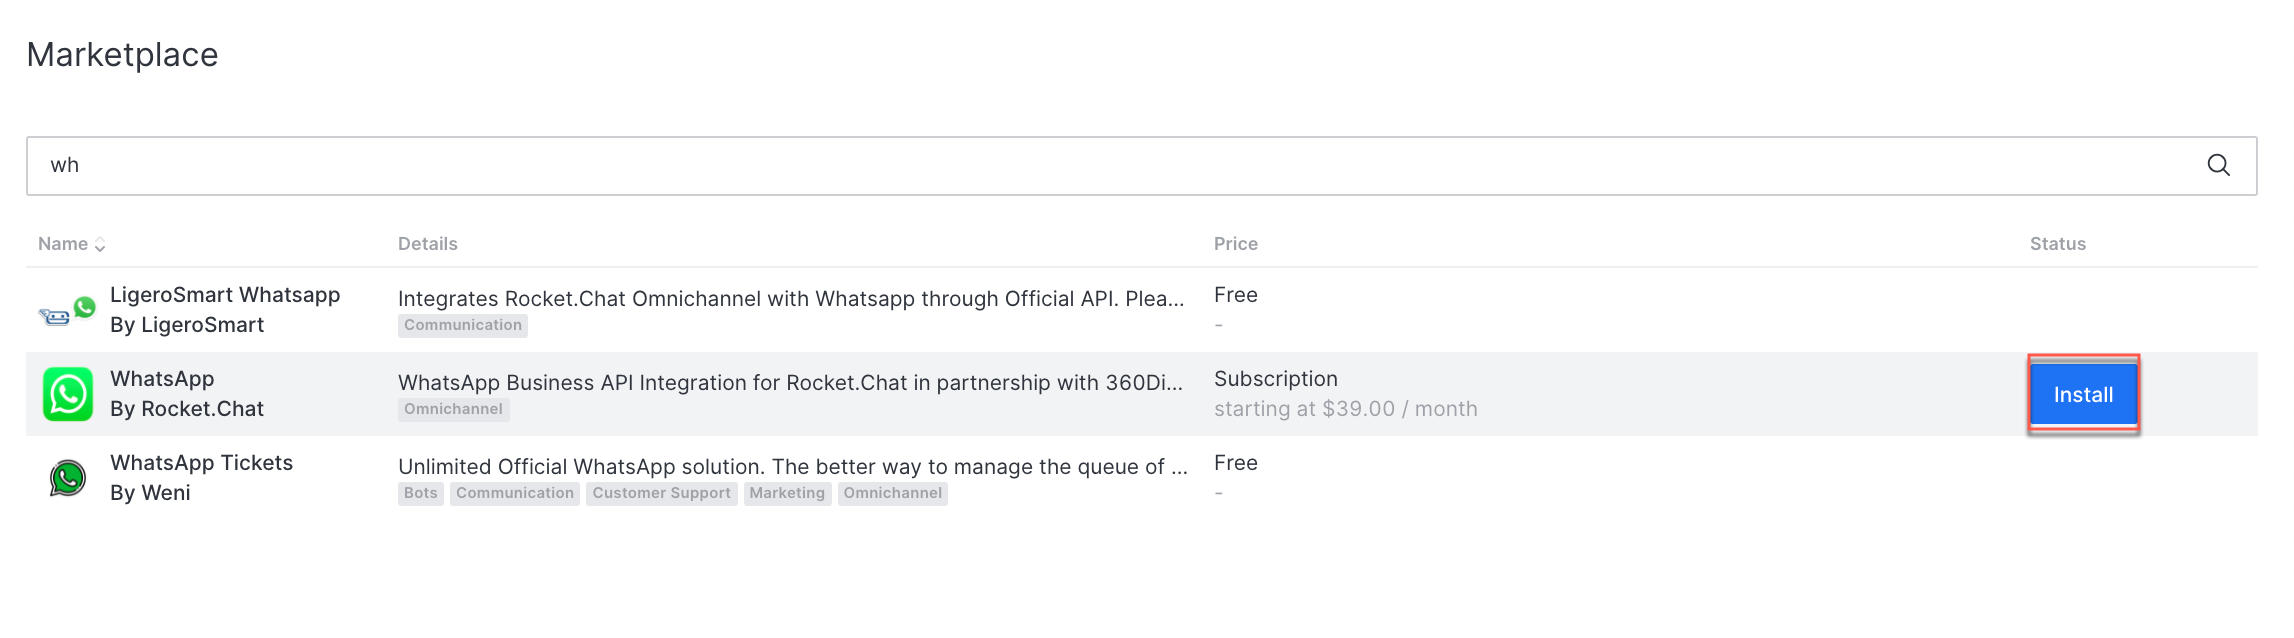 Marketplace
wh
Name Details Price Status
LigeroSmart Whatsapp
By LigeroSmart
Integrates Rocket.Chat Omnichannel with Whatsapp through Official API. Plea...
Communication
Free
-
WhatsApp
By Rocket.Chat
WhatsApp Business API Integration for Rocket.Chat in partnership with 360Di...
Omnichannel
Subscription
starting at $39.00 / month
Install
WhatsApp Tickets
By Weni
Unlimited Official WhatsApp solution. The better way to manage the queue of ...
Bots Communication Customer Support Marketing Omnichannel
Free
-